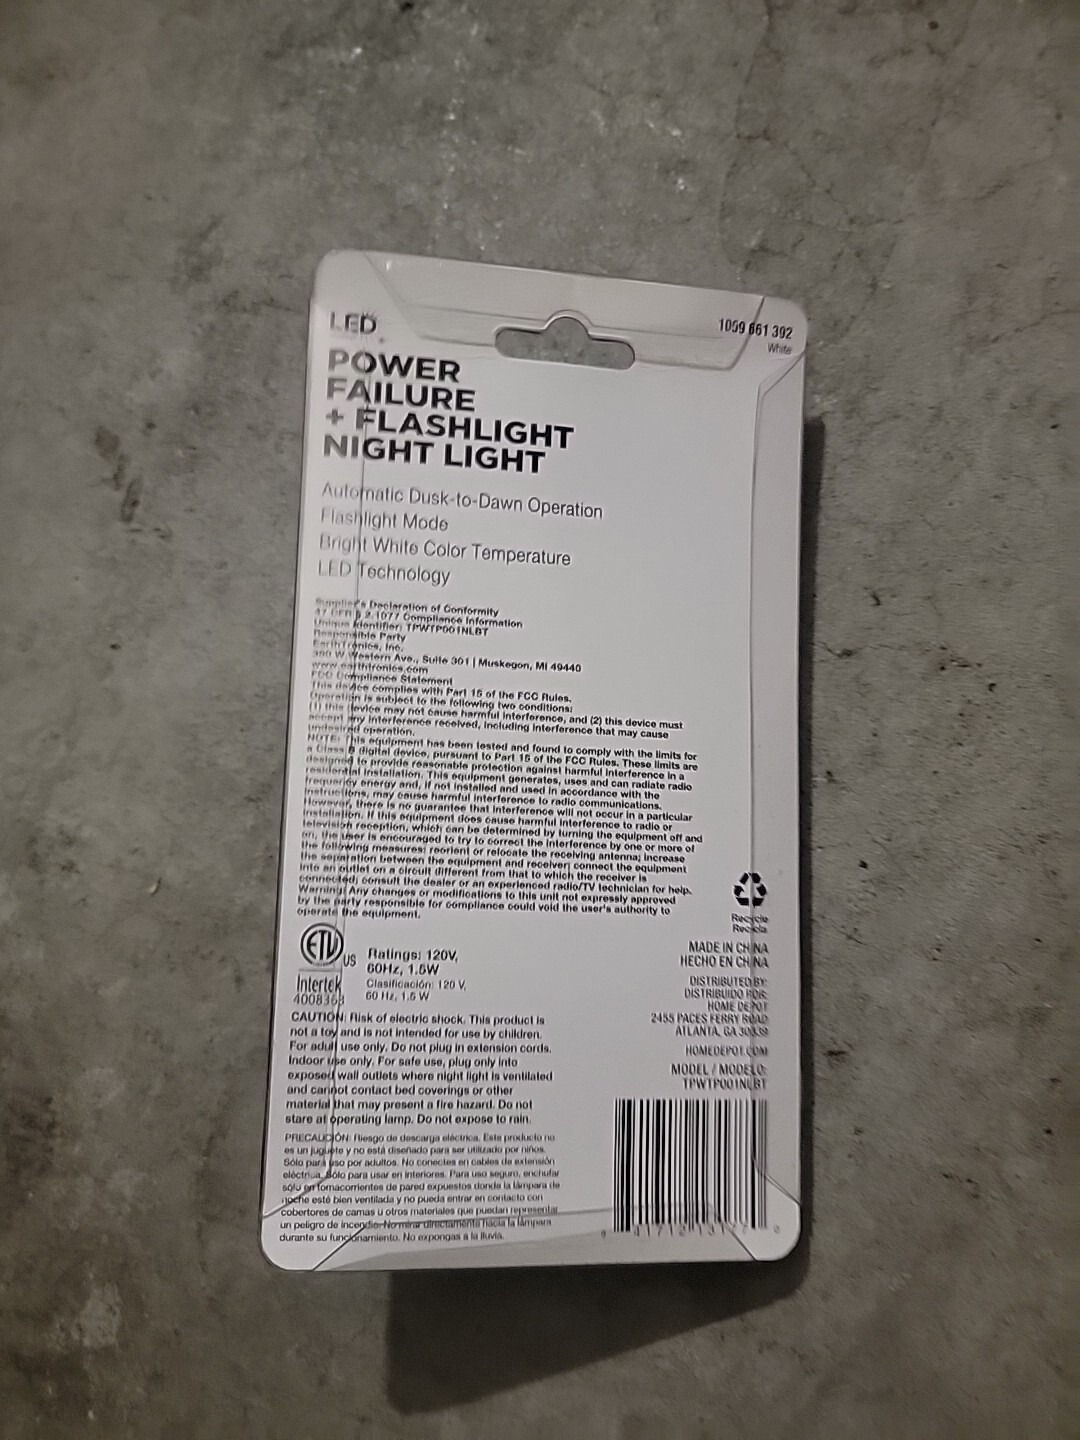 LED
1009 661 392
White
POWER
FAILURE
+ FLASHLIGHT
NIGHT LIGHT
Automatic Dusk-to-Dawn Operation
Flashlight Mode
Bright White Color Temperature
LED Technology
Supplier's Declaration of Conformity
47 CFR § 2.1077 Compliance Information
Unique Identifier: TPWTP001NLBT
Responsible Party
EarthTronics, Inc.
380 W. Western Ave., Suite 301 | Muskegon, MI 49440
www.earthtronics.com
FCC Compliance Statement
This device complies with Part 15 of the FCC Rules.
Operation is subject to the following two conditions:
(1) this device may not cause harmful interference, and (2) this device must
accept any interference received, including interference that may cause
undesired operation.
NOTE: This equipment has been tested and found to comply with the limits for
a Class B digital device, pursuant to Part 15 of the FCC Rules. These limits are
designed to provide reasonable protection against harmful interference in a
residential installation. This equipment generates, uses and can radiate radio
frequency energy and, if not installed and used in accordance with the
instructions, may cause harmful interference to radio communications.
However, there is no guarantee that interference will not occur in a particular
installation. If this equipment does cause harmful interference to radio or
television reception, which can be determined by turning the equipment off and
on, the user is encouraged to try to correct the interference by one or more of
the following measures: reorient or relocate the receiving antenna; increase
the separation between the equipment and receiver; connect the equipment
into an outlet on a circuit different from that to which the receiver is
connected; consult the dealer or an experienced radio/TV technician for help.
Warning! Any changes or modifications to this unit not expressly approved
by the party responsible for compliance could void the user's authority to
operate the equipment.
Recycle
Recicla
ETL US
Intertek
4008363
Ratings: 120V,
60Hz, 1.5W
Clasificación: 120 V,
60 Hz, 1.5 W
MADE IN CHINA
HECHO EN CHINA
DISTRIBUTED BY:
DISTRIBUIDO POR:
HOME DEPOT
2455 PACES FERRY ROAD
ATLANTA, GA 30339
HOMEDEPOT.COM
MODEL / MODELO:
TPWTP001NLBT
CAUTION: Risk of electric shock. This product is
not a toy and is not intended for use by children.
For adult use only. Do not plug in extension cords.
Indoor use only. For safe use, plug only into
exposed wall outlets where night light is ventilated
and cannot contact bed coverings or other
material that may present a fire hazard. Do not
stare at operating lamp. Do not expose to rain.
PRECAUCIÓN: Riesgo de descarga eléctrica. Este producto no
es un juguete y no está diseñado para ser utilizado por niños.
Sólo para uso por adultos. No conectes en cables de extensión
eléctrica. Sólo para usar en interiores. Para uso seguro, enchufar
sólo en tomacorrientes de pared expuestos donde la lámpara de
noche esté bien ventilada y no pueda entrar en contacto con
cobertores de camas u otros materiales que puedan representar
un peligro de incendio. No mirar directamente hacia la lámpara
durante su funcionamiento. No expongas a la lluvia.